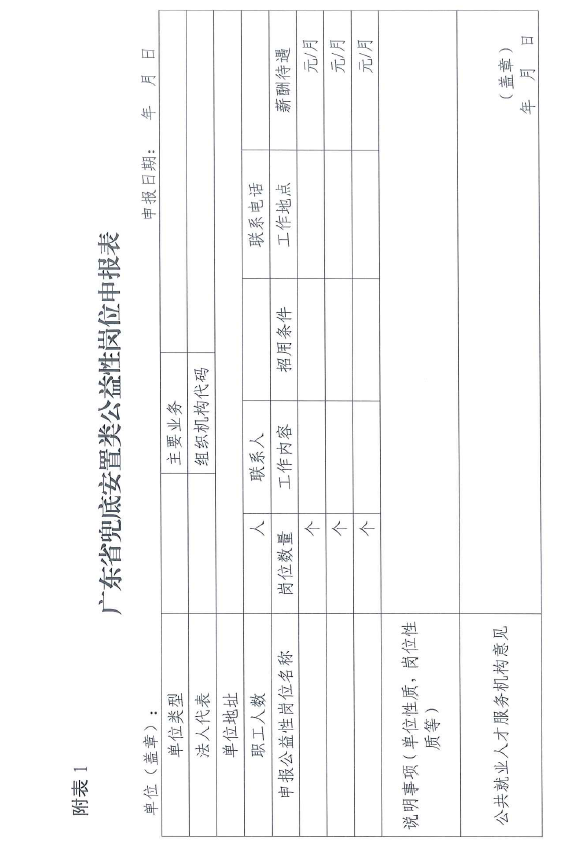 附表1
广东省兜底安置类公益性岗位申报表
单位（盖章）： 申报日期： 年 月 日
单位类型 主要业务
法人代表 组织机构代码
单位地址
职工人数 人 联系人 联系电话
申报公益性岗位名称 岗位数量 工作内容 招用条件 工作地点 薪酬待遇
个 元/月
个 元/月
个 元/月
说明事项（单位性质，岗位性
质等）
公共就业人才服务机构意见
（盖章）
年 月 日